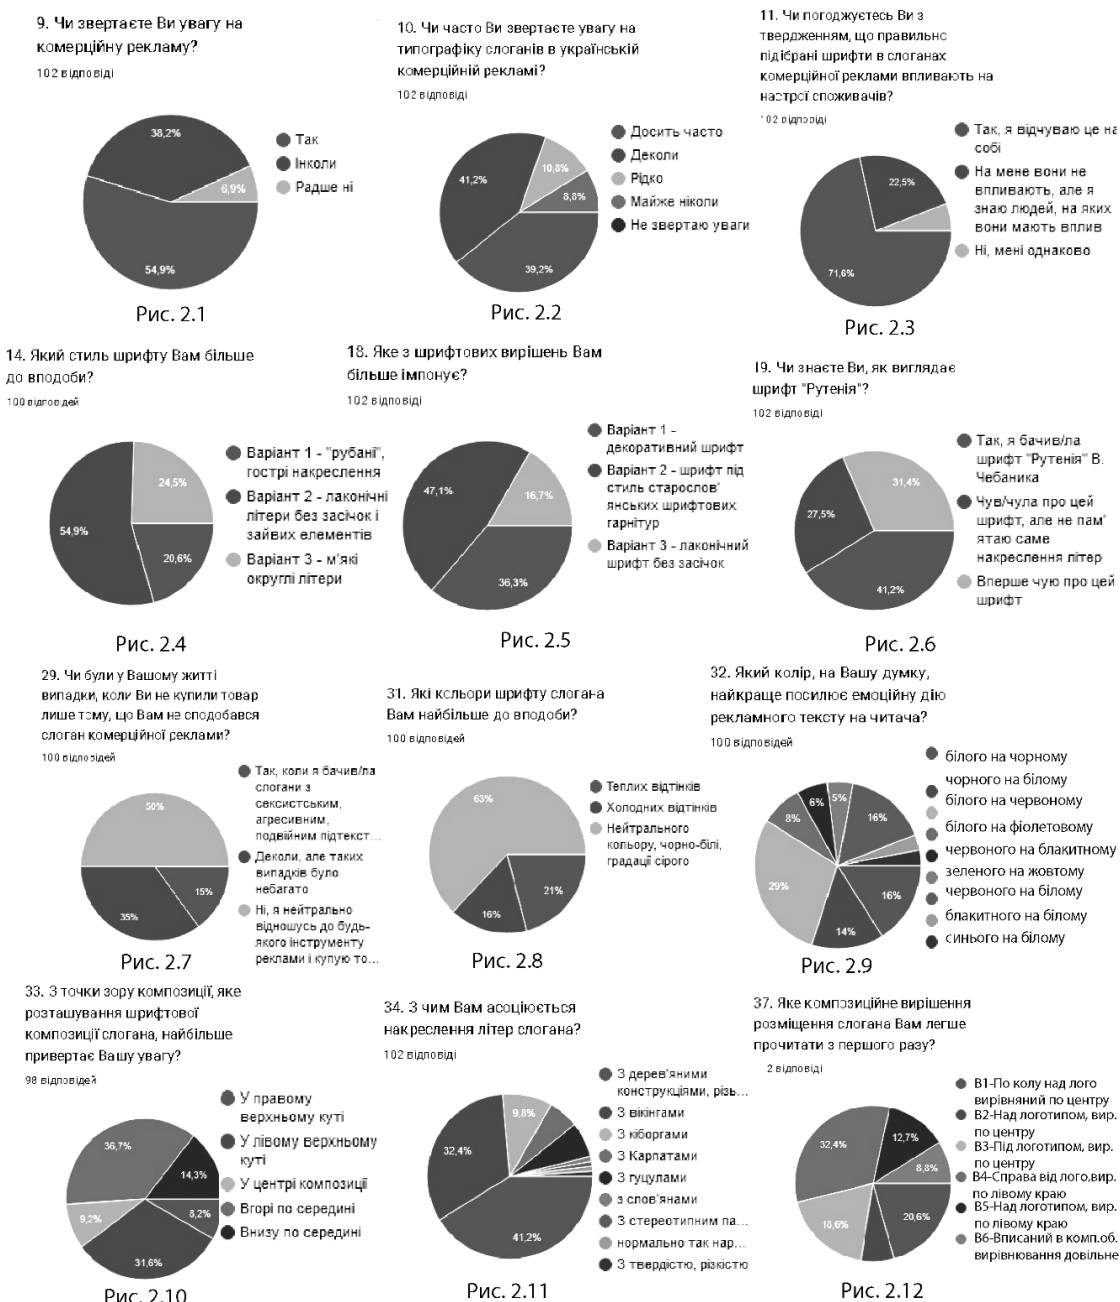 9. Чи звертаєте Ви увагу на
комерційну рекламу?
102 відповіді
38,2%
6,9%
54,9%
Так
Інколи
Радше ні
Рис. 2.1
10. Чи часто Ви звертаєте увагу на
типографіку слоганів в українській
комерційній рекламі?
102 відповіді
41,2%
10,8%
8,8%
39,2%
Досить часто
Деколи
Рідко
Майже ніколи
Не звертаю уваги
Рис. 2.2
11. Чи погоджуєтесь Ви з
твердженням, що правильно
підібрані шрифти в слоганах
комерційної реклами впливають на
настрої споживачів?
102 відповіді
22,5%
71,6%
Так, я відчуваю це на
собі
На мене вони не
впливають, але я
знаю людей, на яких
вони мають вплив
Ні, мені однаково
Рис. 2.3
14. Який стиль шрифту Вам більше
до вподоби?
100 відповідей
24,5%
54,9%
20,6%
Варіант 1 - "рубані",
гострі накреслення
Варіант 2 - лаконічні
літери без засічок і
зайвих елементів
Варіант 3 - м'які
округлі літери
Рис. 2.4
18. Яке з шрифтових вирішень Вам
більше імпонує?
102 відповіді
47,1%
16,7%
36,3%
Варіант 1 -
декоративний шрифт
Варіант 2 - шрифт під
стиль старослов'
янських шрифтових
гарнітур
Варіант 3 - лаконічний
шрифт без засічок
Рис. 2.5
19. Чи знаєте Ви, як виглядає
шрифт "Рутенія"?
102 відповіді
31,4%
27,5%
41,2%
Так, я бачив/ла
шрифт "Рутенія" В.
Чебаника
Чув/чула про цей
шрифт, але не пам'
ятаю саме
накреслення літер
Вперше чую про цей
шрифт
Рис. 2.6
29. Чи були у Вашому житті
випадки, коли Ви не купили товар
лише тому, що Вам не сподобався
слоган комерційної реклами?
100 відповідей
50%
35%
15%
Так, коли я бачив/ла
слогани з
сексистським,
агресивним,
подвійним підтекст...
Деколи, але таких
випадків було
небагато
Ні, я нейтрально
відношусь до будь-
якого інструменту
реклами і купую то...
Рис. 2.7
31. Які кольори шрифту слогана
Вам найбільше до вподоби?
100 відповідей
63%
16%
21%
Теплих відтінків
Холодних відтінків
Нейтрального
кольору, чорно-білі,
градації сірого
Рис. 2.8
32. Який колір, на Вашу думку,
найкраще посилює емоційну дію
рекламного тексту на читача?
100 відповідей
8%
6%
5%
16%
29%
16%
14%
білого на чорному
чорного на білому
білого на червоному
білого на фіолетовому
червоного на блакитному
зеленого на жовтому
червоного на білому
блакитного на білому
синього на білому
Рис. 2.9
33. З точки зору композиції, яке
розташування шрифтової
композиції слогана, найбільше
привертає Вашу увагу?
98 відповідей
36,7%
14,3%
9,2%
8,2%
31,6%
У правому
верхньому куті
У лівому верхньому
куті
У центрі композиції
Вгорі по середині
Внизу по середині
Рис. 2.10
34. З чим Вам асоціюється
накреслення літер слогана?
102 відповіді
9,8%
32,4%
41,2%
З дерев'яними
конструкціями, різь...
З вікінгами
З кіборгами
З Карпатами
З гуцулами
з слов'янами
З стереотипним па...
нормально так нар...
З твердістю, різкістю
Рис. 2.11
37. Яке композиційне вирішення
розміщення слогана Вам легше
прочитати з першого разу?
2 відповіді
32,4%
12,7%
8,8%
18,6%
20,6%
В1-По колу над лого
вирівняний по центру
В2-Над логотипом, вир.
по центру
В3-Під логотипом, вир.
по центру
В4-Справа від лого,вир.
по лівому краю
В5-Над логотипом, вир.
по лівому краю
В6-Вписаний в комп.об.
вирівнювання довільне
Рис. 2.12